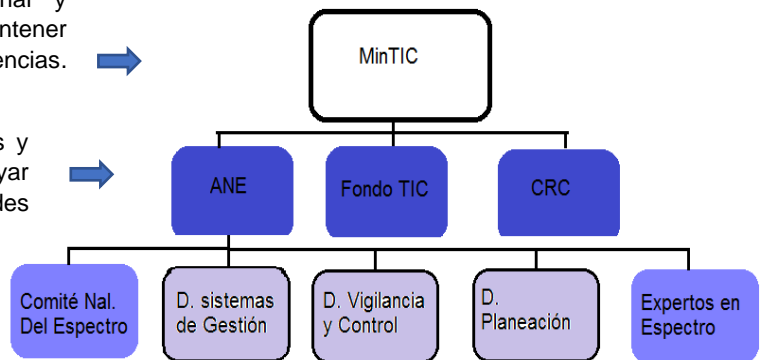 nal y
ntener
encias.
s y
yar
des
MinTIC
ANE
Fondo TIC
CRC
Comité Nal.
Del Espectro
D. sistemas
de Gestión
D. Vigilancia
y Control
D.
Planeación
Expertos en
Espectro